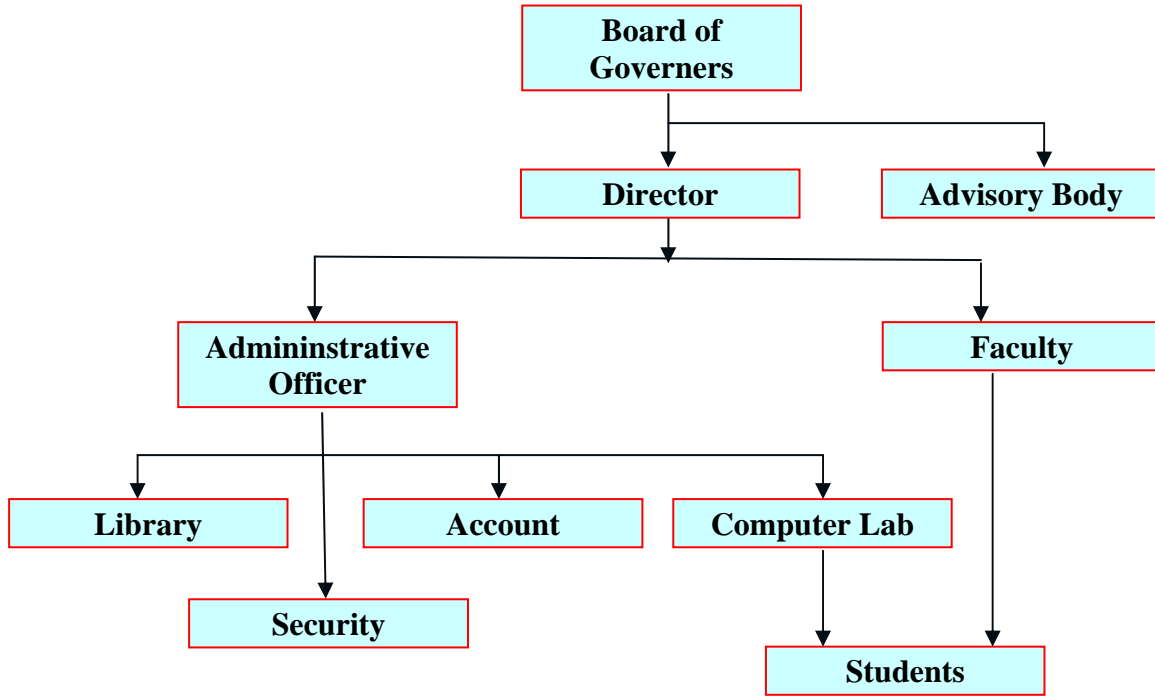 Board of
Governers
Director
Advisory Body
Admininstrative
Officer
Faculty
Library
Account
Computer Lab
Security
Students